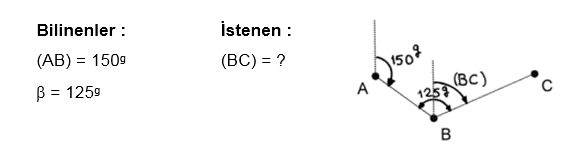 Bilinenler :
(AB) = 150ᵍ
β = 125ᵍ
İstenen :
(BC) = ?
150ᵍ
A
125ᵍ
(BC)
C
B